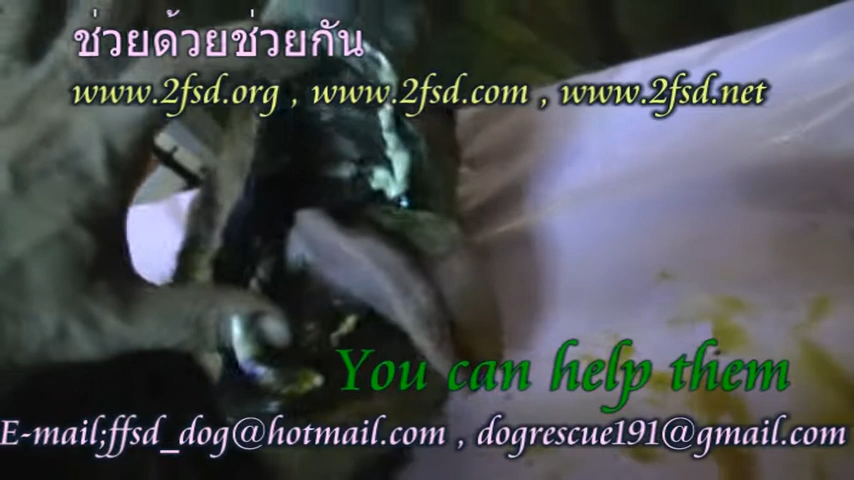 ช่วยด้วยช่วยกัน
www.2fsd.org , www.2fsd.com , www.2fsd.net
You can help them
E-mail;ffsd_dog@hotmail.com , dogrescue191@gmail.com